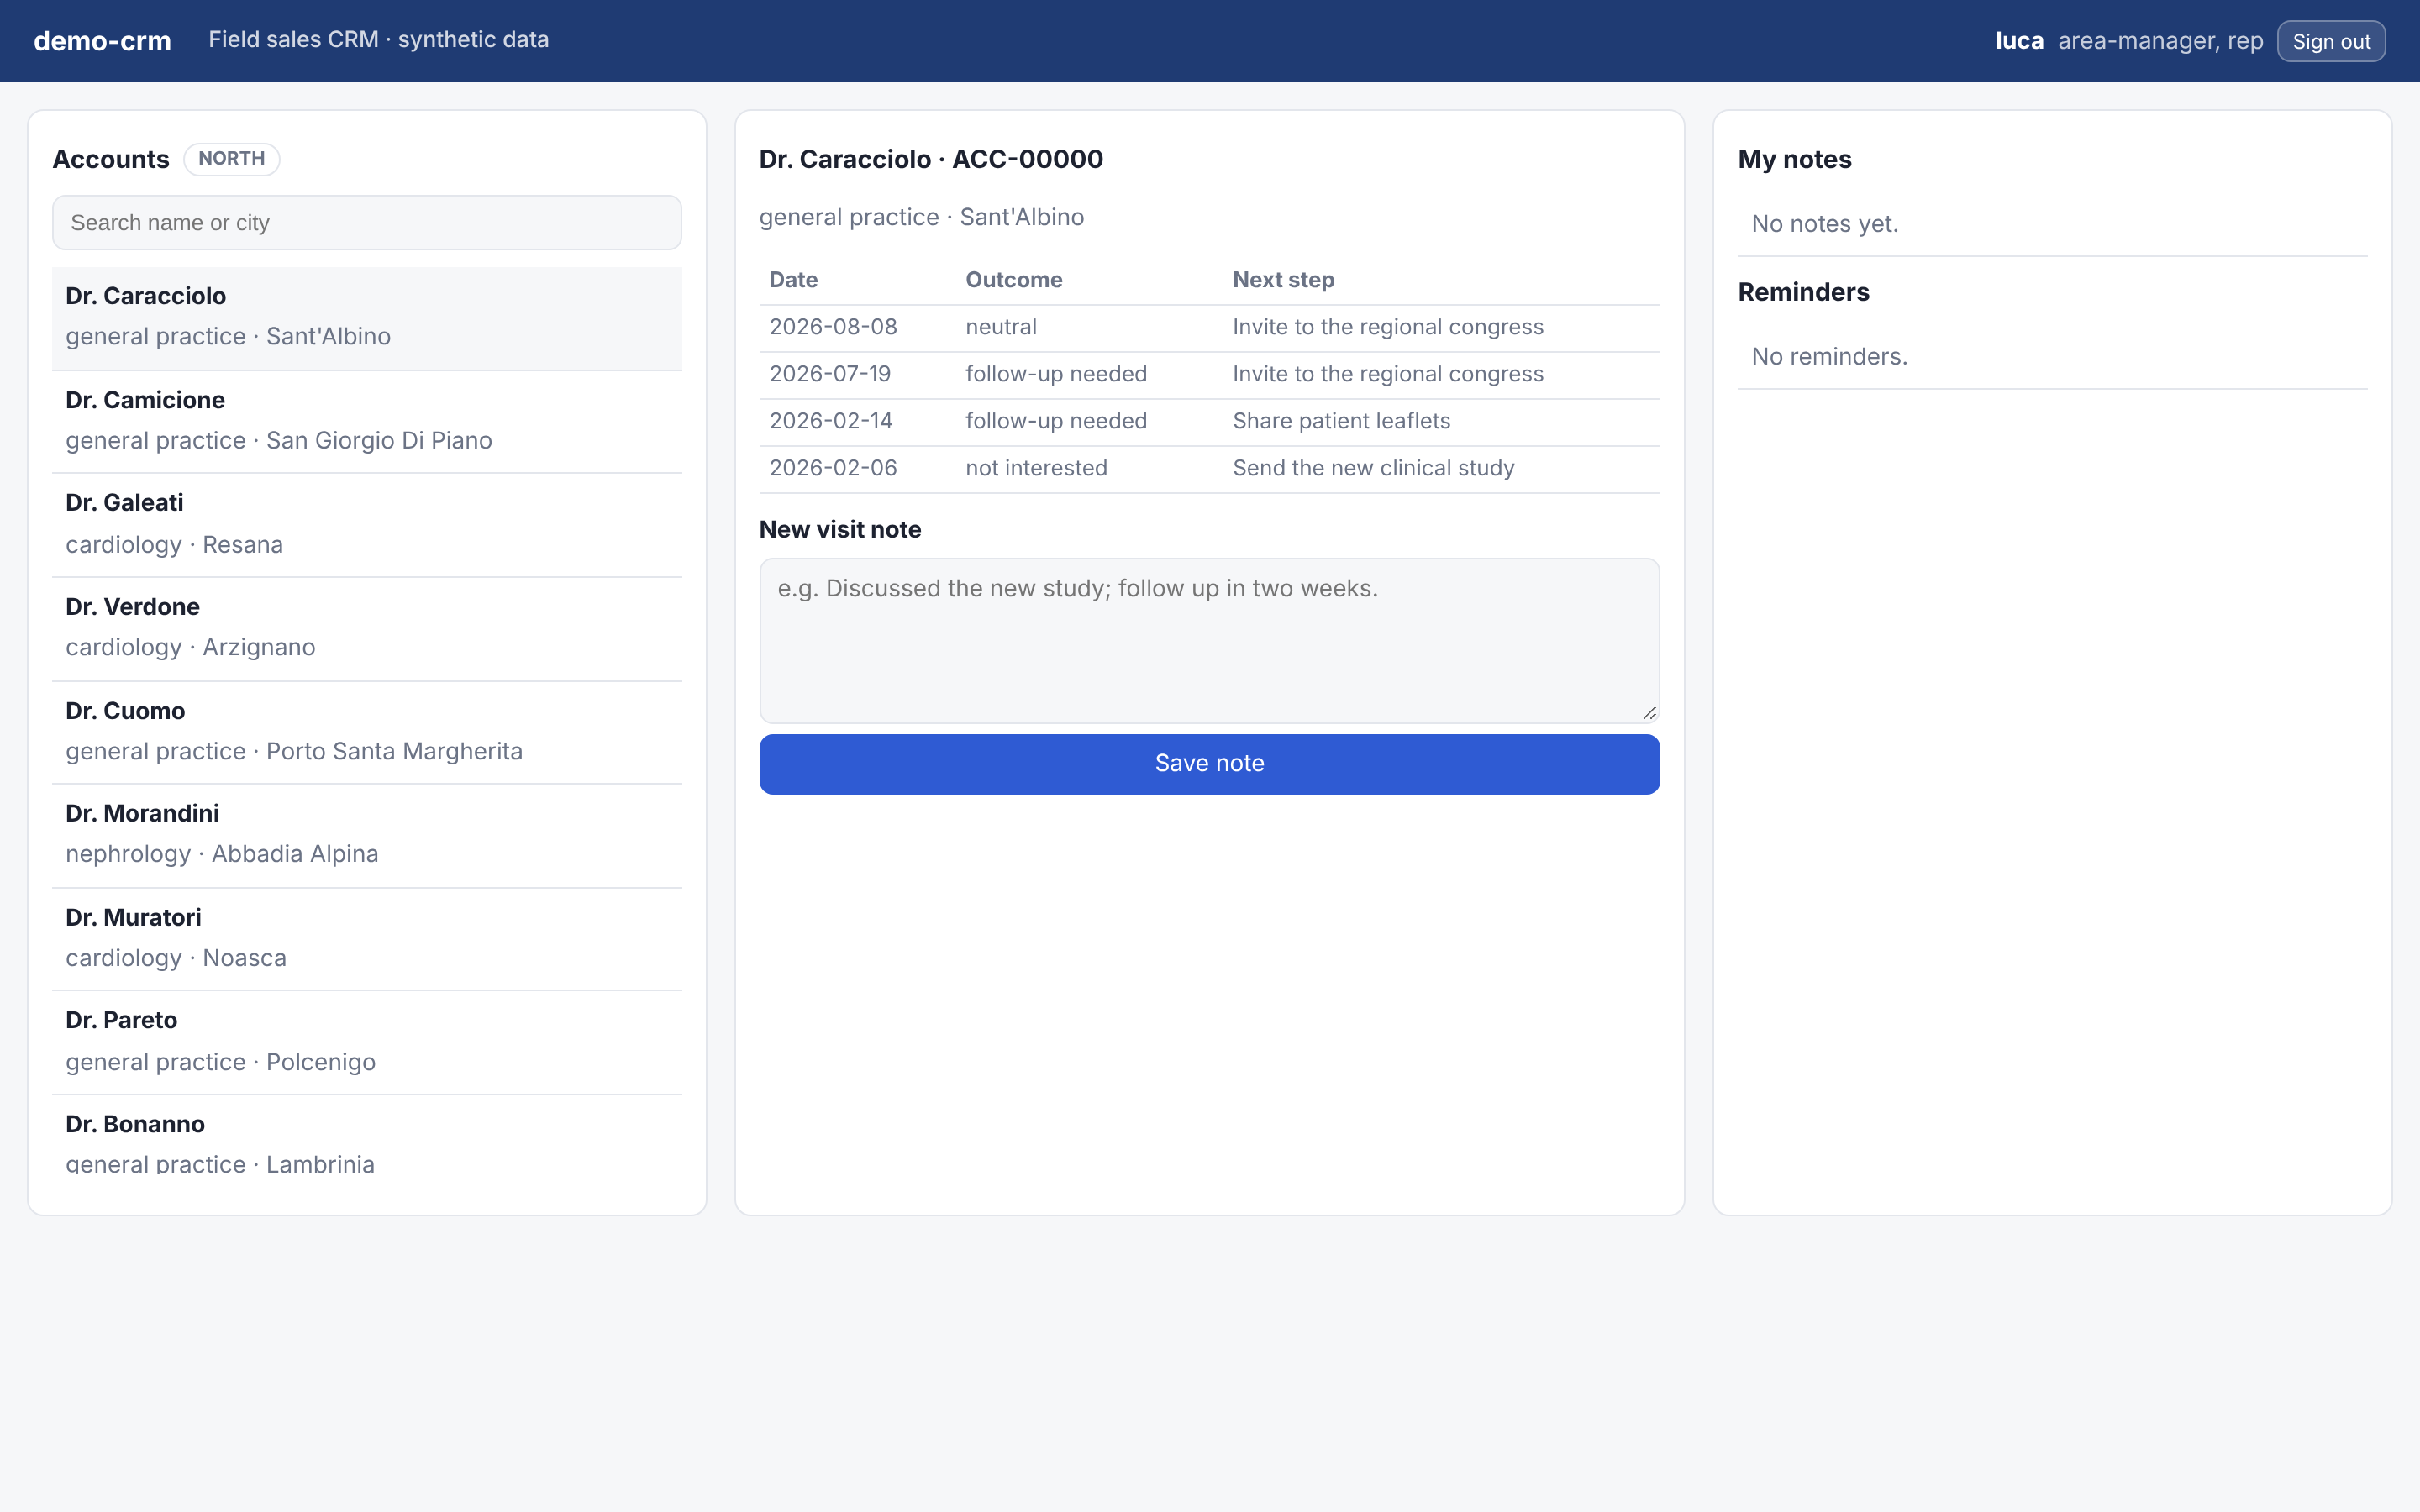 demo-crm
Field sales CRM · synthetic data
luca area-manager, rep
Sign out
Accounts NORTH
Search name or city
Dr. Caracciolo
general practice · Sant'Albino
Dr. Camicione
general practice · San Giorgio Di Piano
Dr. Galeati
cardiology · Resana
Dr. Verdone
cardiology · Arzignano
Dr. Cuomo
general practice · Porto Santa Margherita
Dr. Morandini
nephrology · Abbadia Alpina
Dr. Muratori
cardiology · Noasca
Dr. Pareto
general practice · Polcenigo
Dr. Bonanno
general practice · Lambrinia
Dr. Caracciolo · ACC-00000
general practice · Sant'Albino
Date Outcome Next step
2026-08-08 neutral Invite to the regional congress
2026-07-19 follow-up needed Invite to the regional congress
2026-02-14 follow-up needed Share patient leaflets
2026-02-06 not interested Send the new clinical study
New visit note
e.g. Discussed the new study; follow up in two weeks.
Save note
My notes
No notes yet.
Reminders
No reminders.